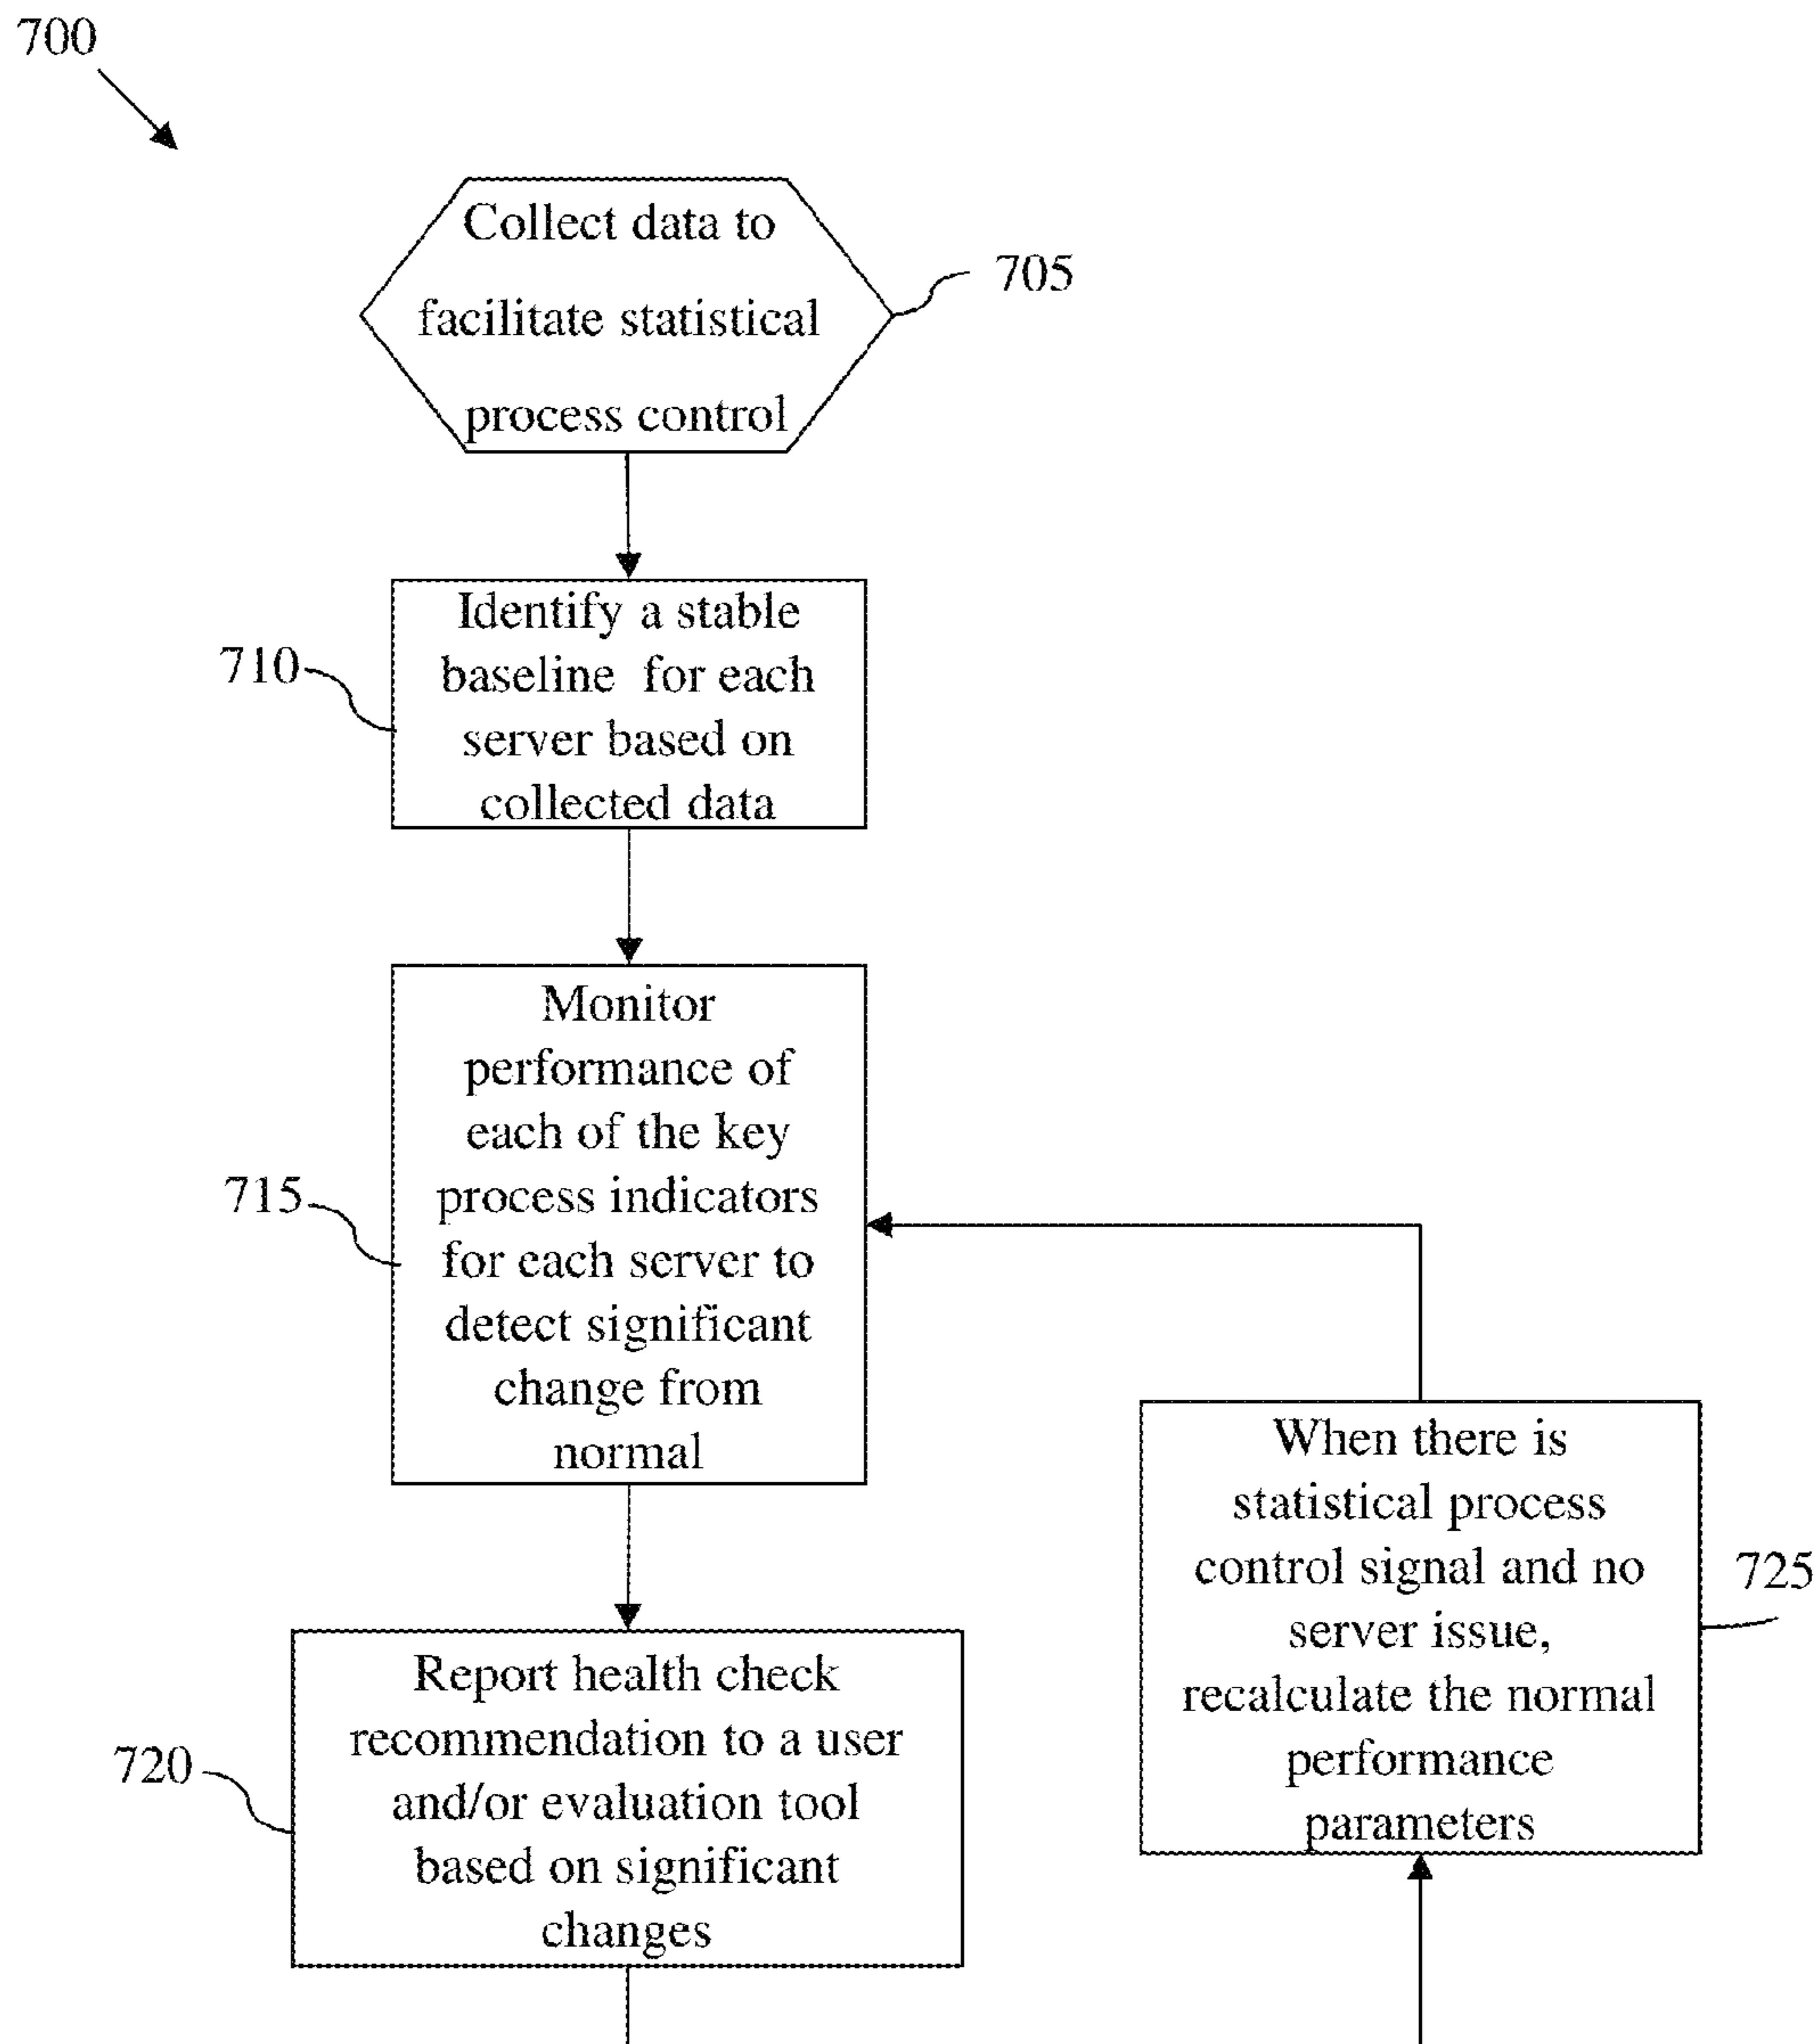 700
Collect data to
facilitate statistical
process control
705
Identify a stable
baseline for each
server based on
collected data
710
Monitor
performance of
each of the key
process indicators
for each server to
detect significant
change from
normal
715
When there is
statistical process
control signal and no
server issue,
recalculate the normal
performance
parameters
725
Report health check
recommendation to a user
and/or evaluation tool
based on significant
changes
720